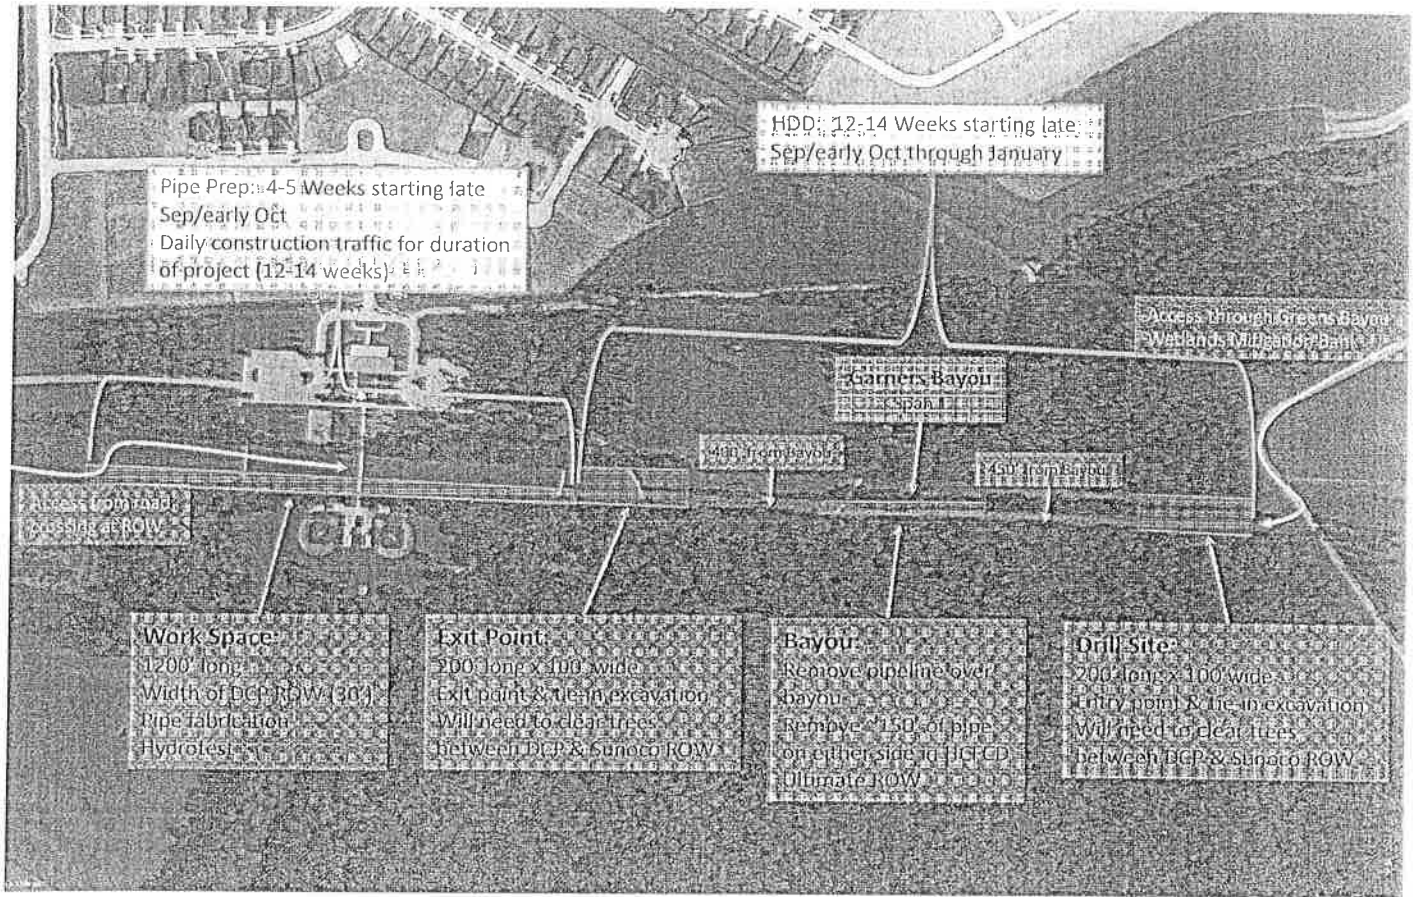 HDD: 12-14 Weeks starting late
Sep/early Oct through January
Pipe Prep: 4-5 Weeks starting late
Sep/early Oct
Daily construction traffic for duration
of project (12-14 weeks)
Access Through Greens Bayou
Wetlands Mitigation Bank
Garners Bayou
Span
from Bayou
450' from Bayou
Access from road
crossing at ROW
Work Space:
1200' long
Width of DCP ROW (30')
Pipe fabrication
Hydrotest
Exit Point:
200' long x 100' wide
Exit point & tie-in excavation
Will need to clear trees
between DCP & Sunoco ROW
Bayou:
Remove pipeline over
bayou
Remove ~150' of pipe
on either side in HCFCD
Ultimate ROW
Drill Site:
200' long x 100' wide
Entry point & tie-in excavation
Will need to clear trees
between DCP & Sunoco ROW